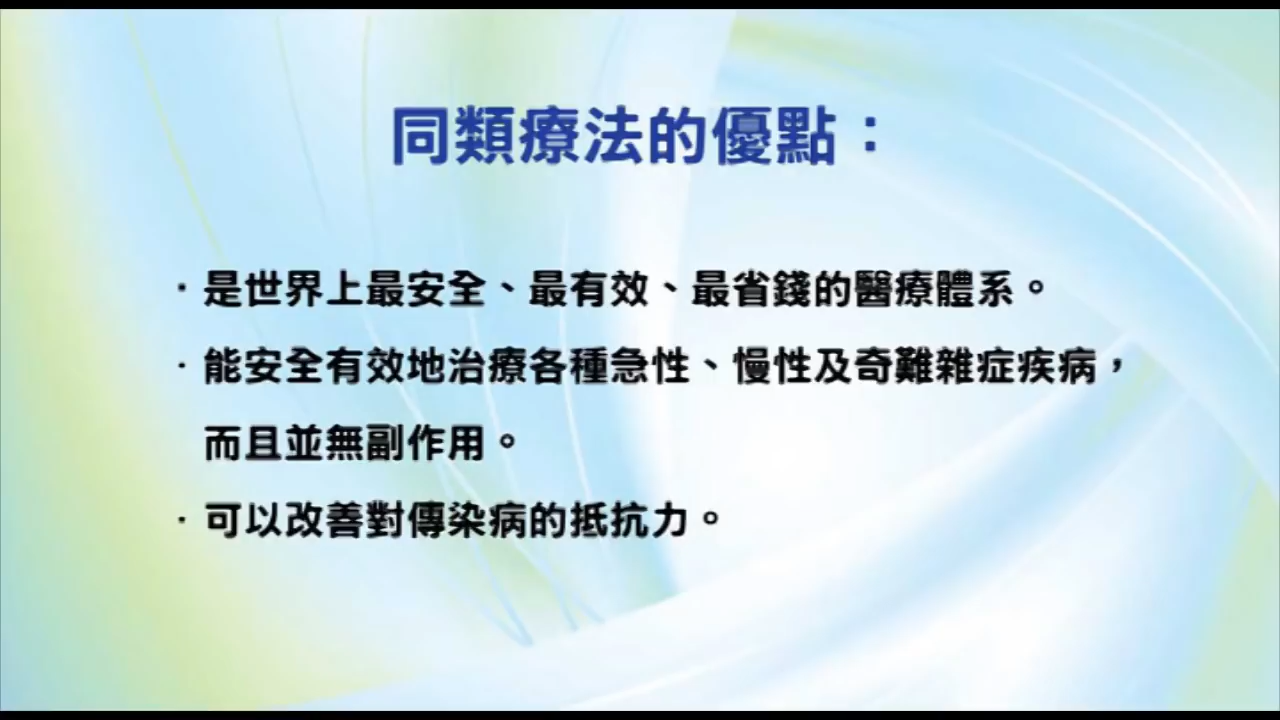 同類療法的優點：
·是世界上最安全、最有效、最省錢的醫療體系。
·能安全有效地治療各種急性、慢性及奇難雜症疾病，
而且並無副作用。
·可以改善對傳染病的抵抗力。